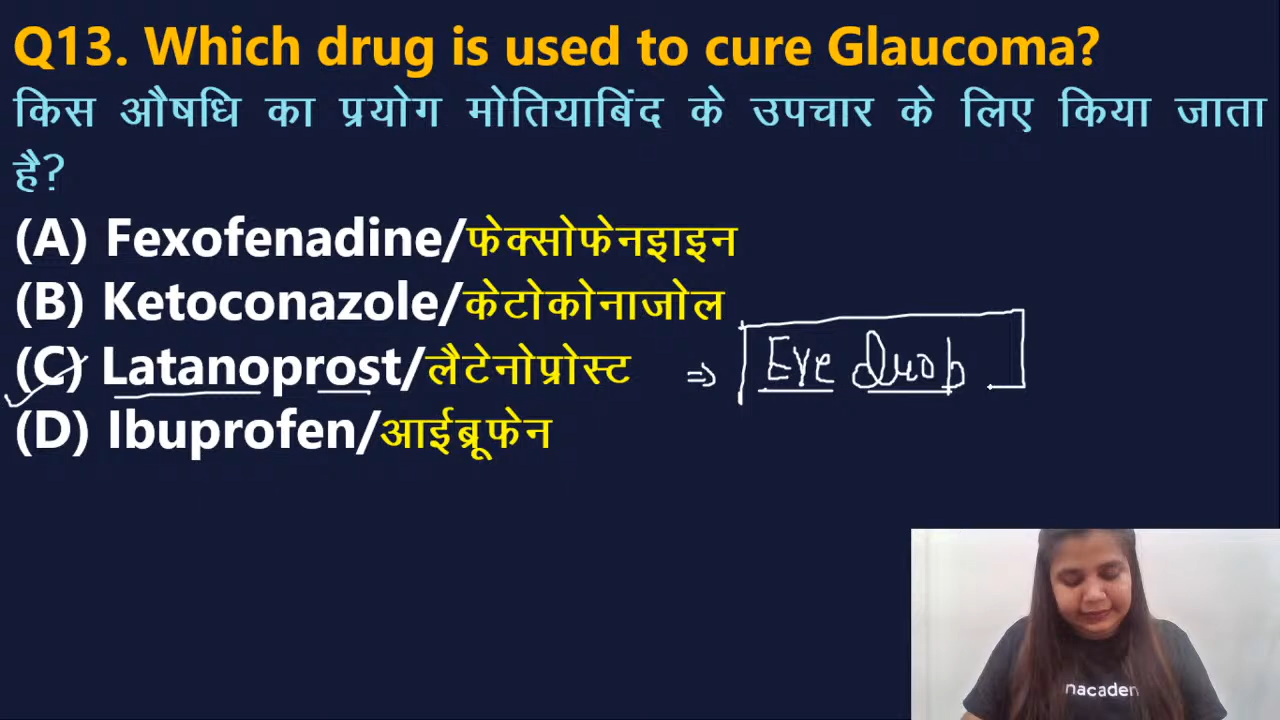 Q13. Which drug is used to cure Glaucoma?
किस औषधि का प्रयोग मोतियाबिंद के उपचार के लिए किया जाता
है?
(A) Fexofenadine/फेक्सोफेनइाइन
(B) Ketoconazole/केटोकोनाजोल
(C) Latanoprost/लैटेनोप्रोस्ट ⇒ Eye Drop
(D) Ibuprofen/आईब्रूफेन
nacaden